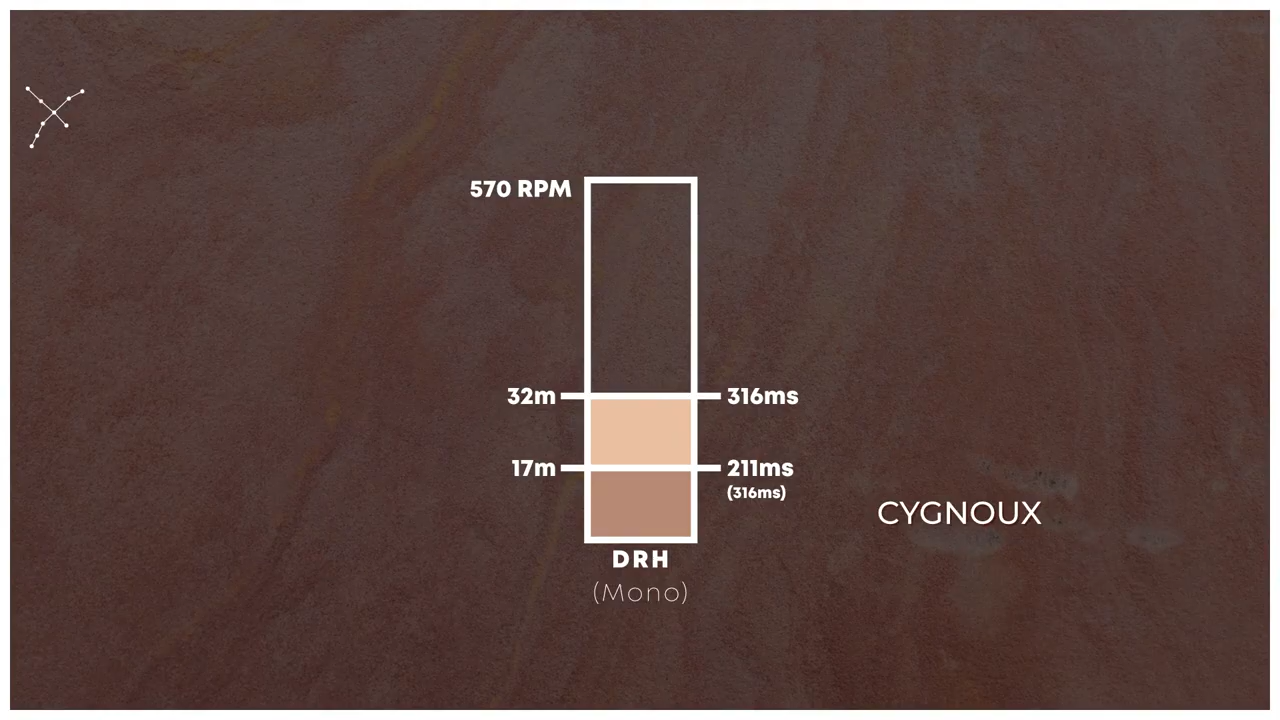 570 RPM
32m
316ms
17m
211ms
(316ms)
CYGNOUX
DRH
(Mono)